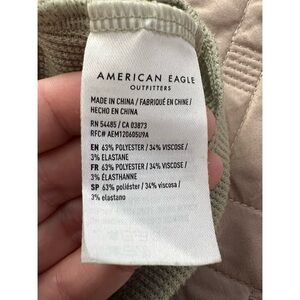 AMERICAN EAGLE
OUTFITTERS
MADE IN CHINA / FABRIQUÉ EN CHINE /
HECHO EN CHINA
RN 54485 / CA 03873
RFC# AEM120605U9A
EN 63% POLYESTER / 34% VISCOSE /
3% ELASTANE
FR 63% POLYESTER / 34% VISCOSE /
3% ÉLASTHANNE
SP 63% poliéster / 34% viscosa /
3% elastano